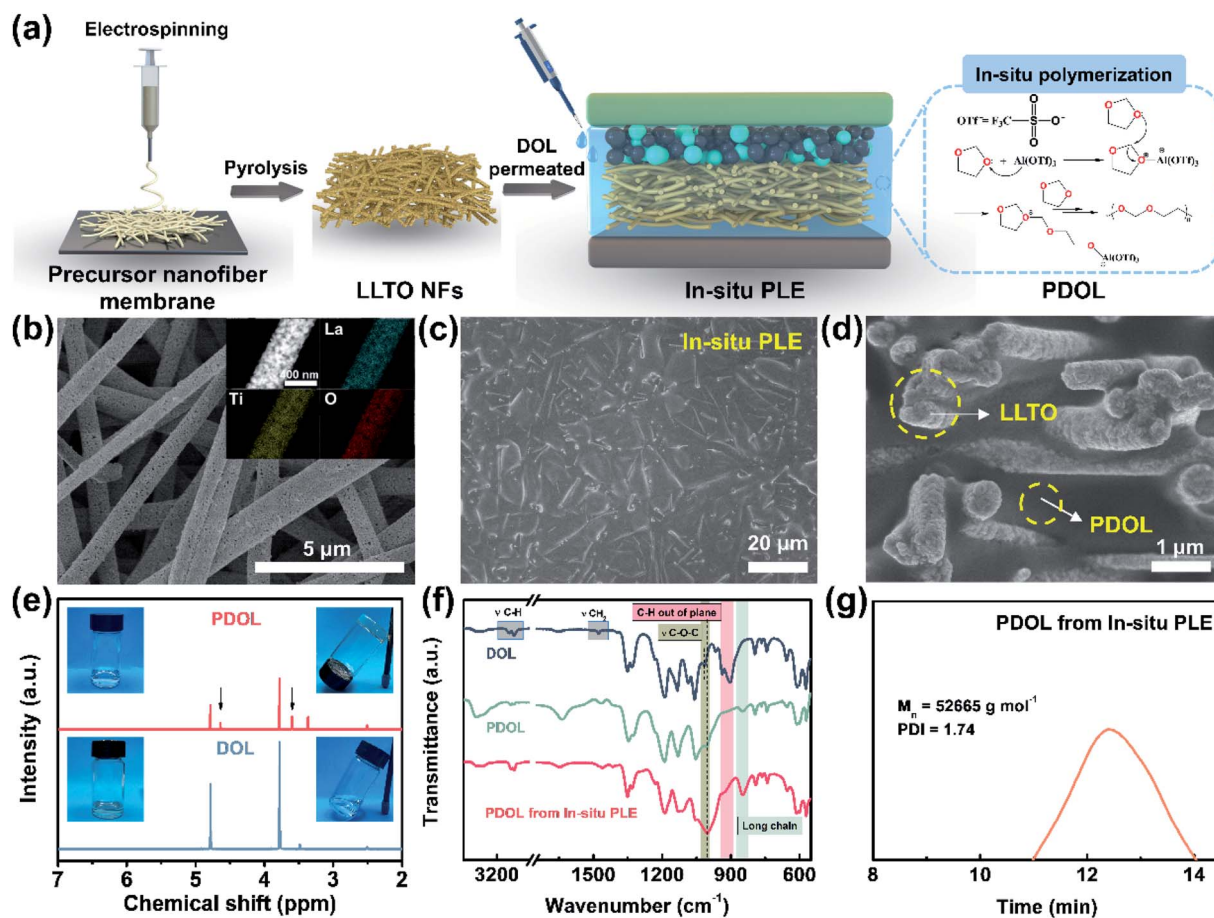 (a)
Electrospinning
Precursor nanofiber
membrane
Pyrolysis
LLTO NFs
DOL
permeated
In-situ PLE
In-situ polymerization
OTf= F₃C S O O O⁻
O O
O O: + Al(OTf)₃
O O⊕ Al(OTf)₃ ⊖
O O
O O O
O O n
O Al(OTf)₃ ⊖
PDOL
(b)
La
400 nm
Ti
O
5 μm
(c)
In-situ PLE
20 μm
(d)
LLTO
PDOL
1 μm
(e)
PDOL
DOL
Intensity (a.u.)
7 6 5 4 3 2
Chemical shift (ppm)
(f)
ν C-H
ν CH₂
C-H out of plane
ν C-O-C
DOL
PDOL
PDOL from In-situ PLE
Long chain
Transmittance (a.u.)
3200 1500 1200 900 600
Wavenumber (cm⁻¹)
(g)
PDOL from In-situ PLE
Mₙ = 52665 g mol⁻¹
PDI = 1.74
8 10 12 14
Time (min)